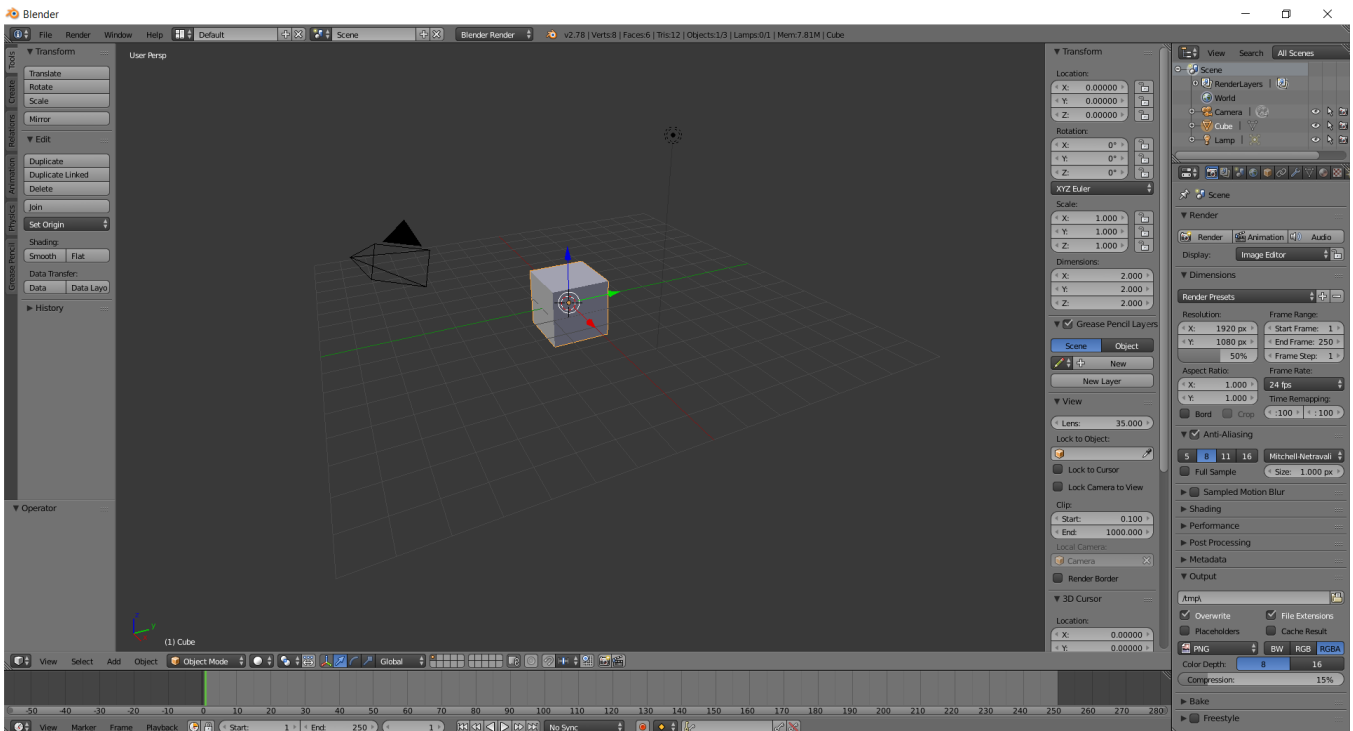 Blender
File Render Window Help Default Scene Blender Render v2.78 | Verts:8 | Faces:6 | Tris:12 | Objects:1/3 | Lamps:0/1 | Mem:7.81M | Cube
Tools
Create
Relations
Animation
Physics
Grease Pencil
Transform
Translate
Rotate
Scale
Mirror
Edit
Duplicate
Duplicate Linked
Delete
Join
Set Origin
Shading:
Smooth Flat
Data Transfer:
Data Data Layo
History
Operator
User Persp
z
y
(1) Cube
Transform
Location:
X: 0.00000
Y: 0.00000
Z: 0.00000
Rotation:
X: 0°
Y: 0°
Z: 0°
XYZ Euler
Scale:
X: 1.000
Y: 1.000
Z: 1.000
Dimensions:
X: 2.000
Y: 2.000
Z: 2.000
Grease Pencil Layers
Scene Object
New
New Layer
View
Lens: 35.000
Lock to Object:
Lock to Cursor
Lock Camera to View
Clip:
Start: 0.100
End: 1000.000
Local Camera:
Camera
Render Border
3D Cursor
Location:
X: 0.00000
Y: 0.00000
View Search All Scenes
Scene
RenderLayers
World
Camera
Cube
Lamp
Scene
Render
Render Animation Audio
Display: Image Editor
Dimensions
Render Presets
Resolution: Frame Range:
X: 1920 px Start Frame: 1
Y: 1080 px End Frame: 250
50% Frame Step: 1
Aspect Ratio: Frame Rate:
X: 1.000 24 fps
Y: 1.000 Time Remapping:
Bord Crop :100 :100
Anti-Aliasing
5 8 11 16 Mitchell-Netravali
Full Sample Size: 1.000 px
Sampled Motion Blur
Shading
Performance
Post Processing
Metadata
Output
/tmp\
Overwrite File Extensions
Placeholders Cache Result
PNG BW RGB RGBA
Color Depth: 8 16
Compression: 15%
Bake
Freestyle
View Select Add Object Object Mode Global
-50 -40 -30 -20 -10 0 10 20 30 40 50 60 70 80 90 100 110 120 130 140 150 160 170 180 190 200 210 220 230 240 250 260 270 280
View Marker Frame Playback Start: 1 End: 250 1 No Sync